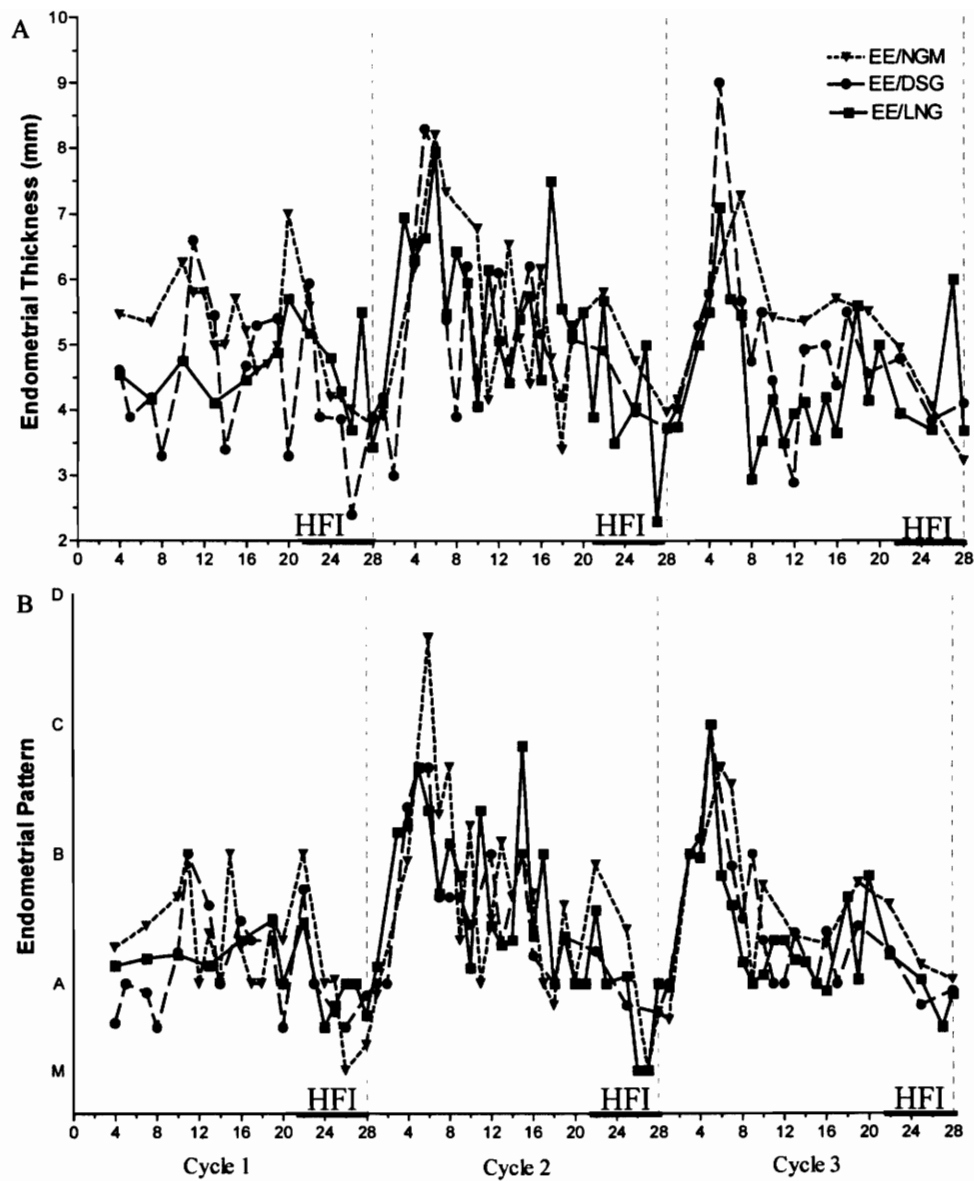 A
10
9
8
7
6
5
4
3
2
Endometrial Thickness (mm)
EE/NGM
EE/DSG
EE/LNG
HFI HFI HFI
0 4 8 12 16 20 24 28 4 8 12 16 20 24 28 4 8 12 16 20 24 28
B
D
C
B
A
M
Endometrial Pattern
HFI HFI HFI
0 4 8 12 16 20 24 28 4 8 12 16 20 24 28 4 8 12 16 20 24 28
Cycle 1 Cycle 2 Cycle 3